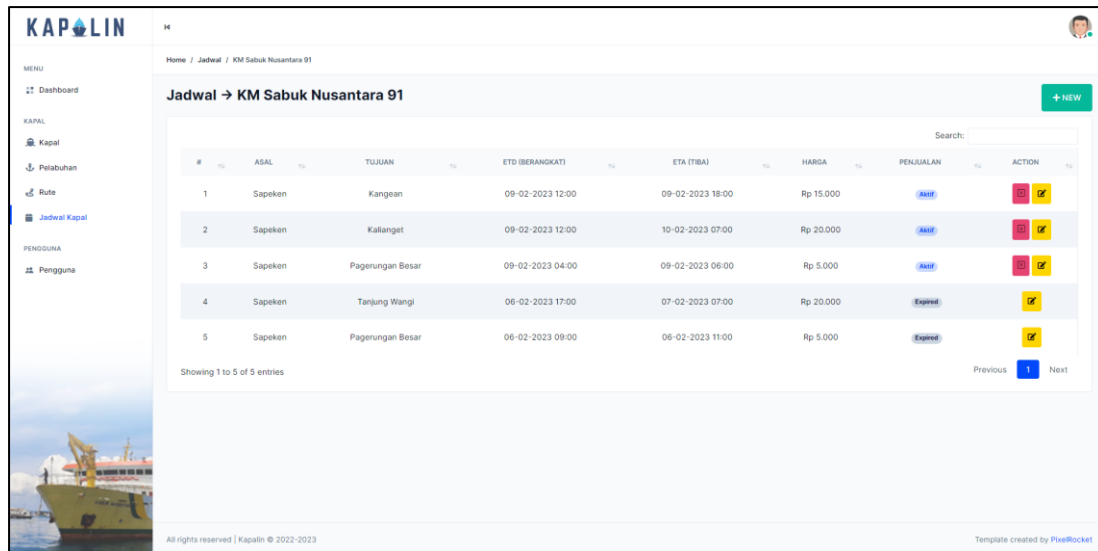 KAPALIN
Home / Jadwal / KM Sabuk Nusantara 91
MENU
Dashboard
KAPAL
Kapal
Pelabuhan
Rute
Jadwal Kapal
PENGGUNA
Pengguna
Jadwal → KM Sabuk Nusantara 91
+ NEW
Search:
# ASAL TUJUAN ETD (BERANGKAT) ETA (TIBA) HARGA PENJUALAN ACTION
1 Sapeken Kangean 09-02-2023 12:00 09-02-2023 18:00 Rp 15.000 Aktif
2 Sapeken Kalianget 09-02-2023 12:00 10-02-2023 07:00 Rp 20.000 Aktif
3 Sapeken Pagerungan Besar 09-02-2023 04:00 09-02-2023 06:00 Rp 5.000 Aktif
4 Sapeken Tanjung Wangi 06-02-2023 17:00 07-02-2023 07:00 Rp 20.000 Expired
5 Sapeken Pagerungan Besar 06-02-2023 09:00 06-02-2023 11:00 Rp 5.000 Expired
Showing 1 to 5 of 5 entries
Previous 1 Next
All rights reserved | Kapalin © 2022-2023
Template created by PixelRocket